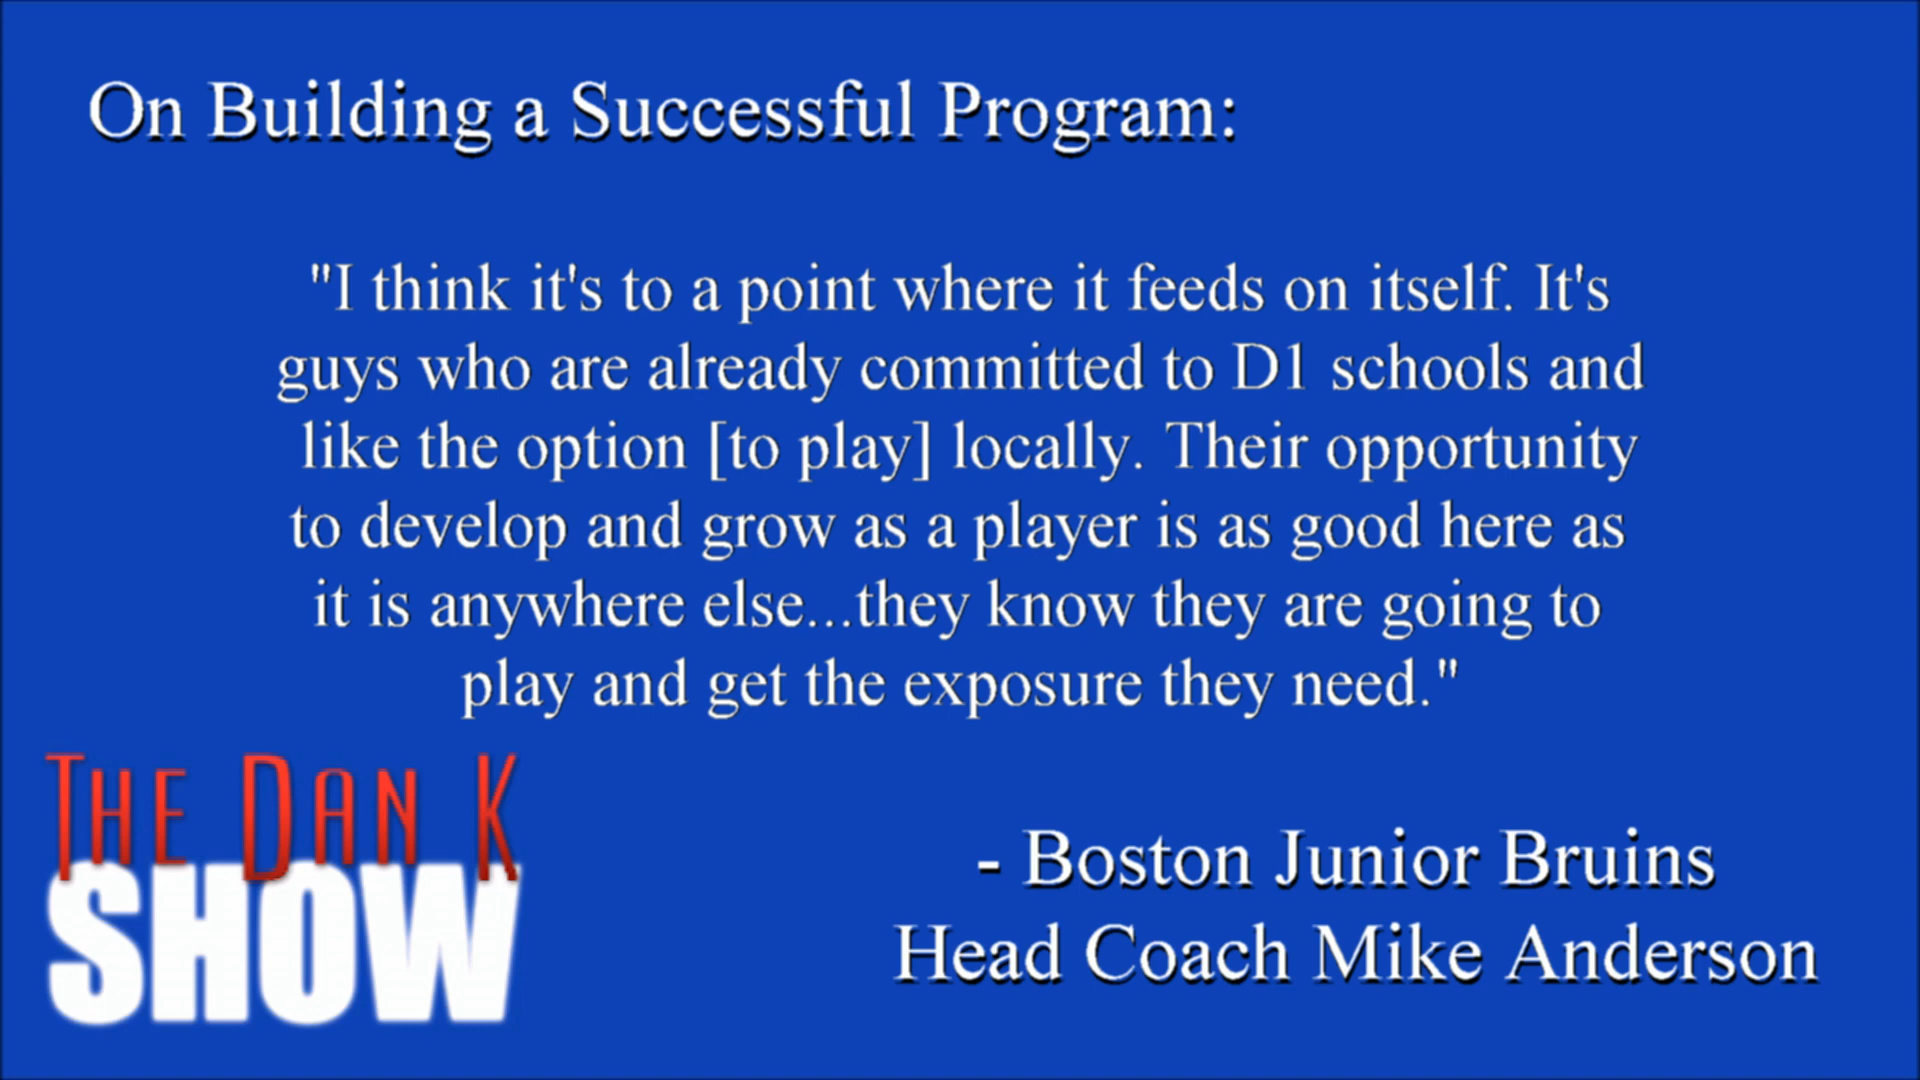 On Building a Successful Program:
"I think it's to a point where it feeds on itself. It's
guys who are already committed to D1 schools and
like the option [to play] locally. Their opportunity
to develop and grow as a player is as good here as
it is anywhere else...they know they are going to
play and get the exposure they need."
THE DAN K
SHOW
- Boston Junior Bruins
Head Coach Mike Anderson